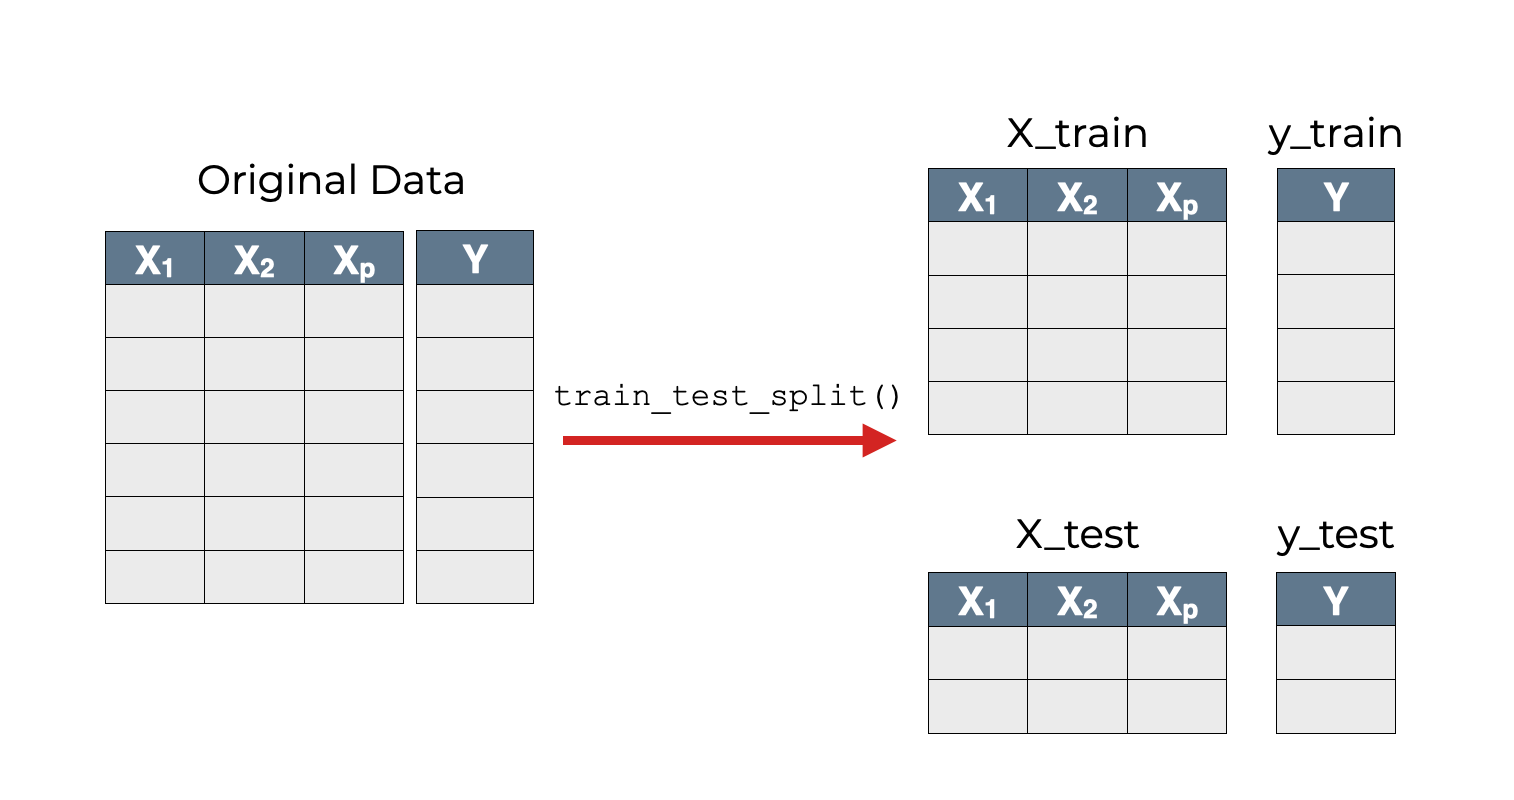 Original Data
X₁ X₂ Xₚ Y
train_test_split()
X_train
X₁ X₂ Xₚ
y_train
Y
X_test
X₁ X₂ Xₚ
y_test
Y